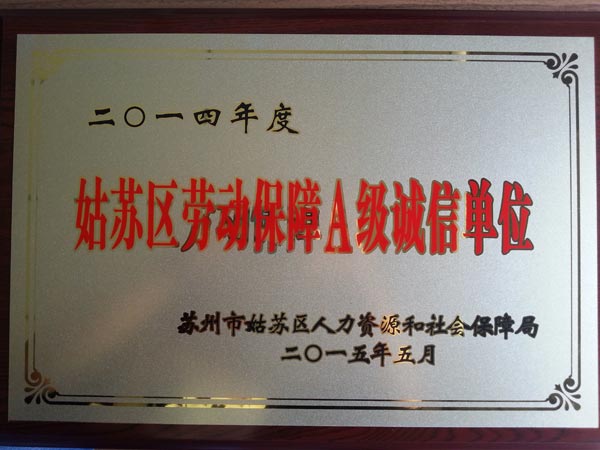 二〇一四年度
姑苏区劳动保障A级诚信单位
苏州市姑苏区人力资源和社会保障局
二〇一五年五月